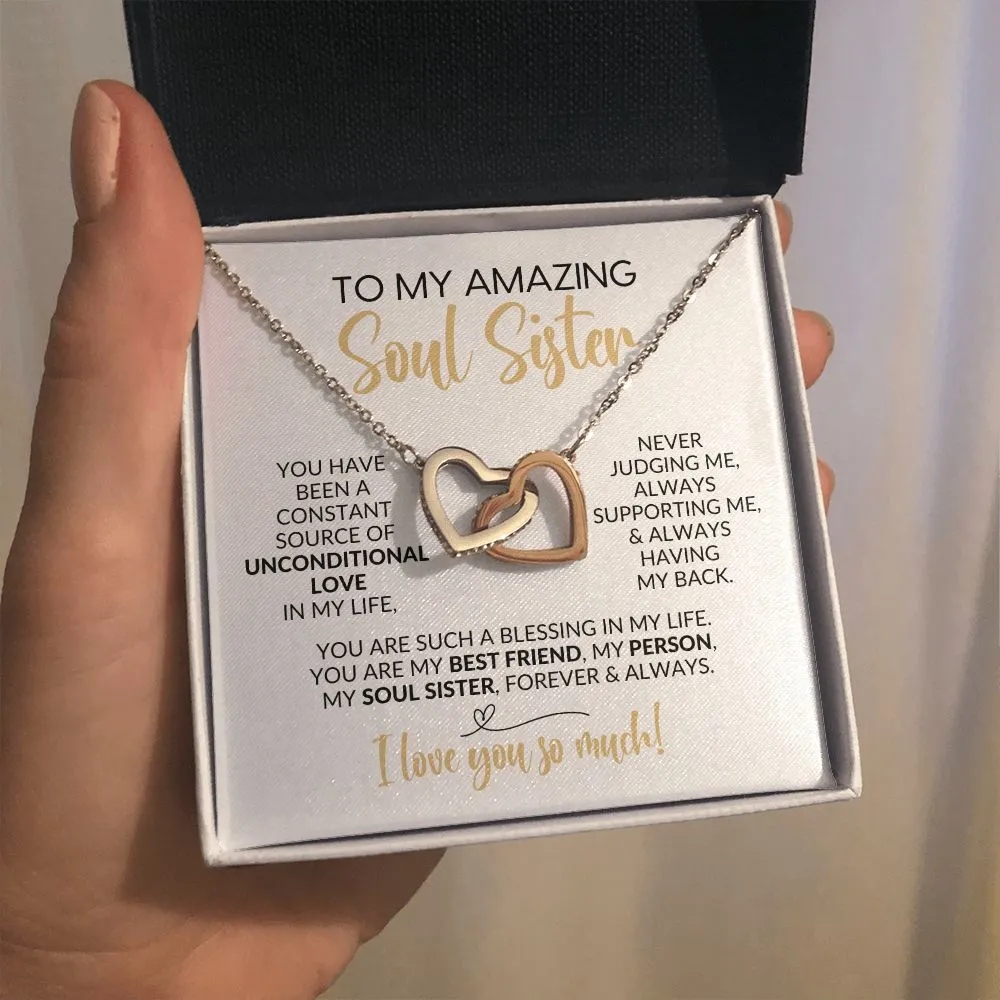 TO MY AMAZING
Soul Sister
YOU HAVE
BEEN A
CONSTANT
SOURCE OF
UNCONDITIONAL
LOVE
IN MY LIFE,
NEVER
JUDGING ME,
ALWAYS
SUPPORTING ME,
& ALWAYS
HAVING
MY BACK.
YOU ARE SUCH A BLESSING IN MY LIFE.
YOU ARE MY BEST FRIEND, MY PERSON,
MY SOUL SISTER, FOREVER & ALWAYS.
I love you so much!